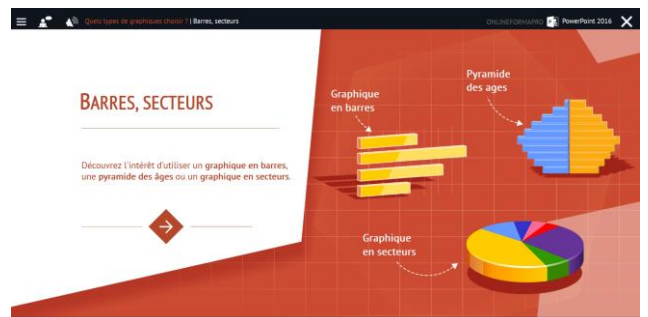 Quels types de graphiques choisir ? | Barres, secteurs
ONLINEFORMAPRO PowerPoint 2016
BARRES, SECTEURS
Découvrez l'intérêt d'utiliser un graphique en barres,
une pyramide des âges ou un graphique en secteurs.
Graphique
en barres
Pyramide
des ages
Graphique
en secteurs